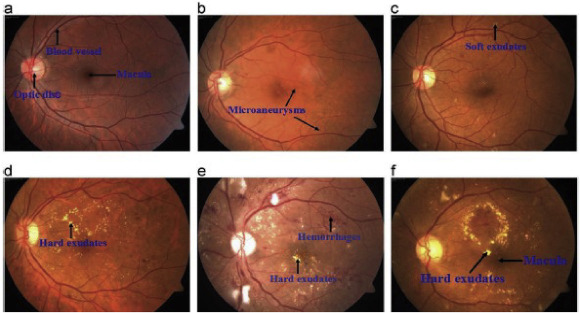 a
b
c
Blood vessel
Macula
Optic disc
Microaneurysms
Soft exudates
d
e
f
Hard exudates
Hemorrhages
Hard exudates
Macula
Hard exudates